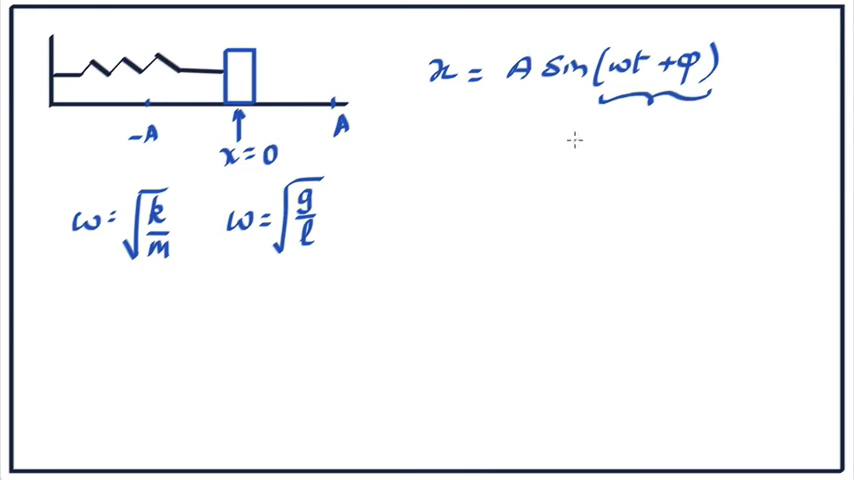 x = A sin(ωt + φ)
-A
A
x = 0
ω = √(k/m)
ω = √(g/l)